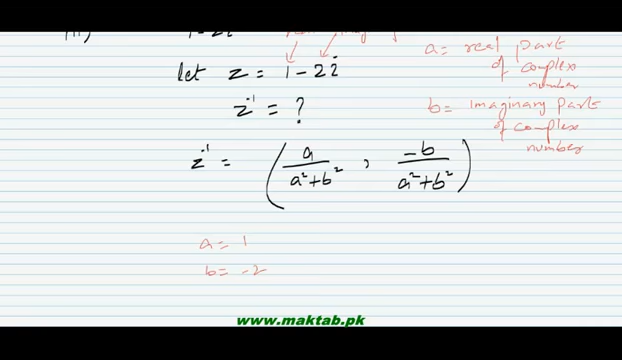 let z = 1 - 2i
z⁻¹ = ?
z⁻¹ = ( a / a²+b² , -b / a²+b² )
a = real part
of complex
number
b = imaginary part
of complex
number
a = 1
b = -2
www.maktab.pk